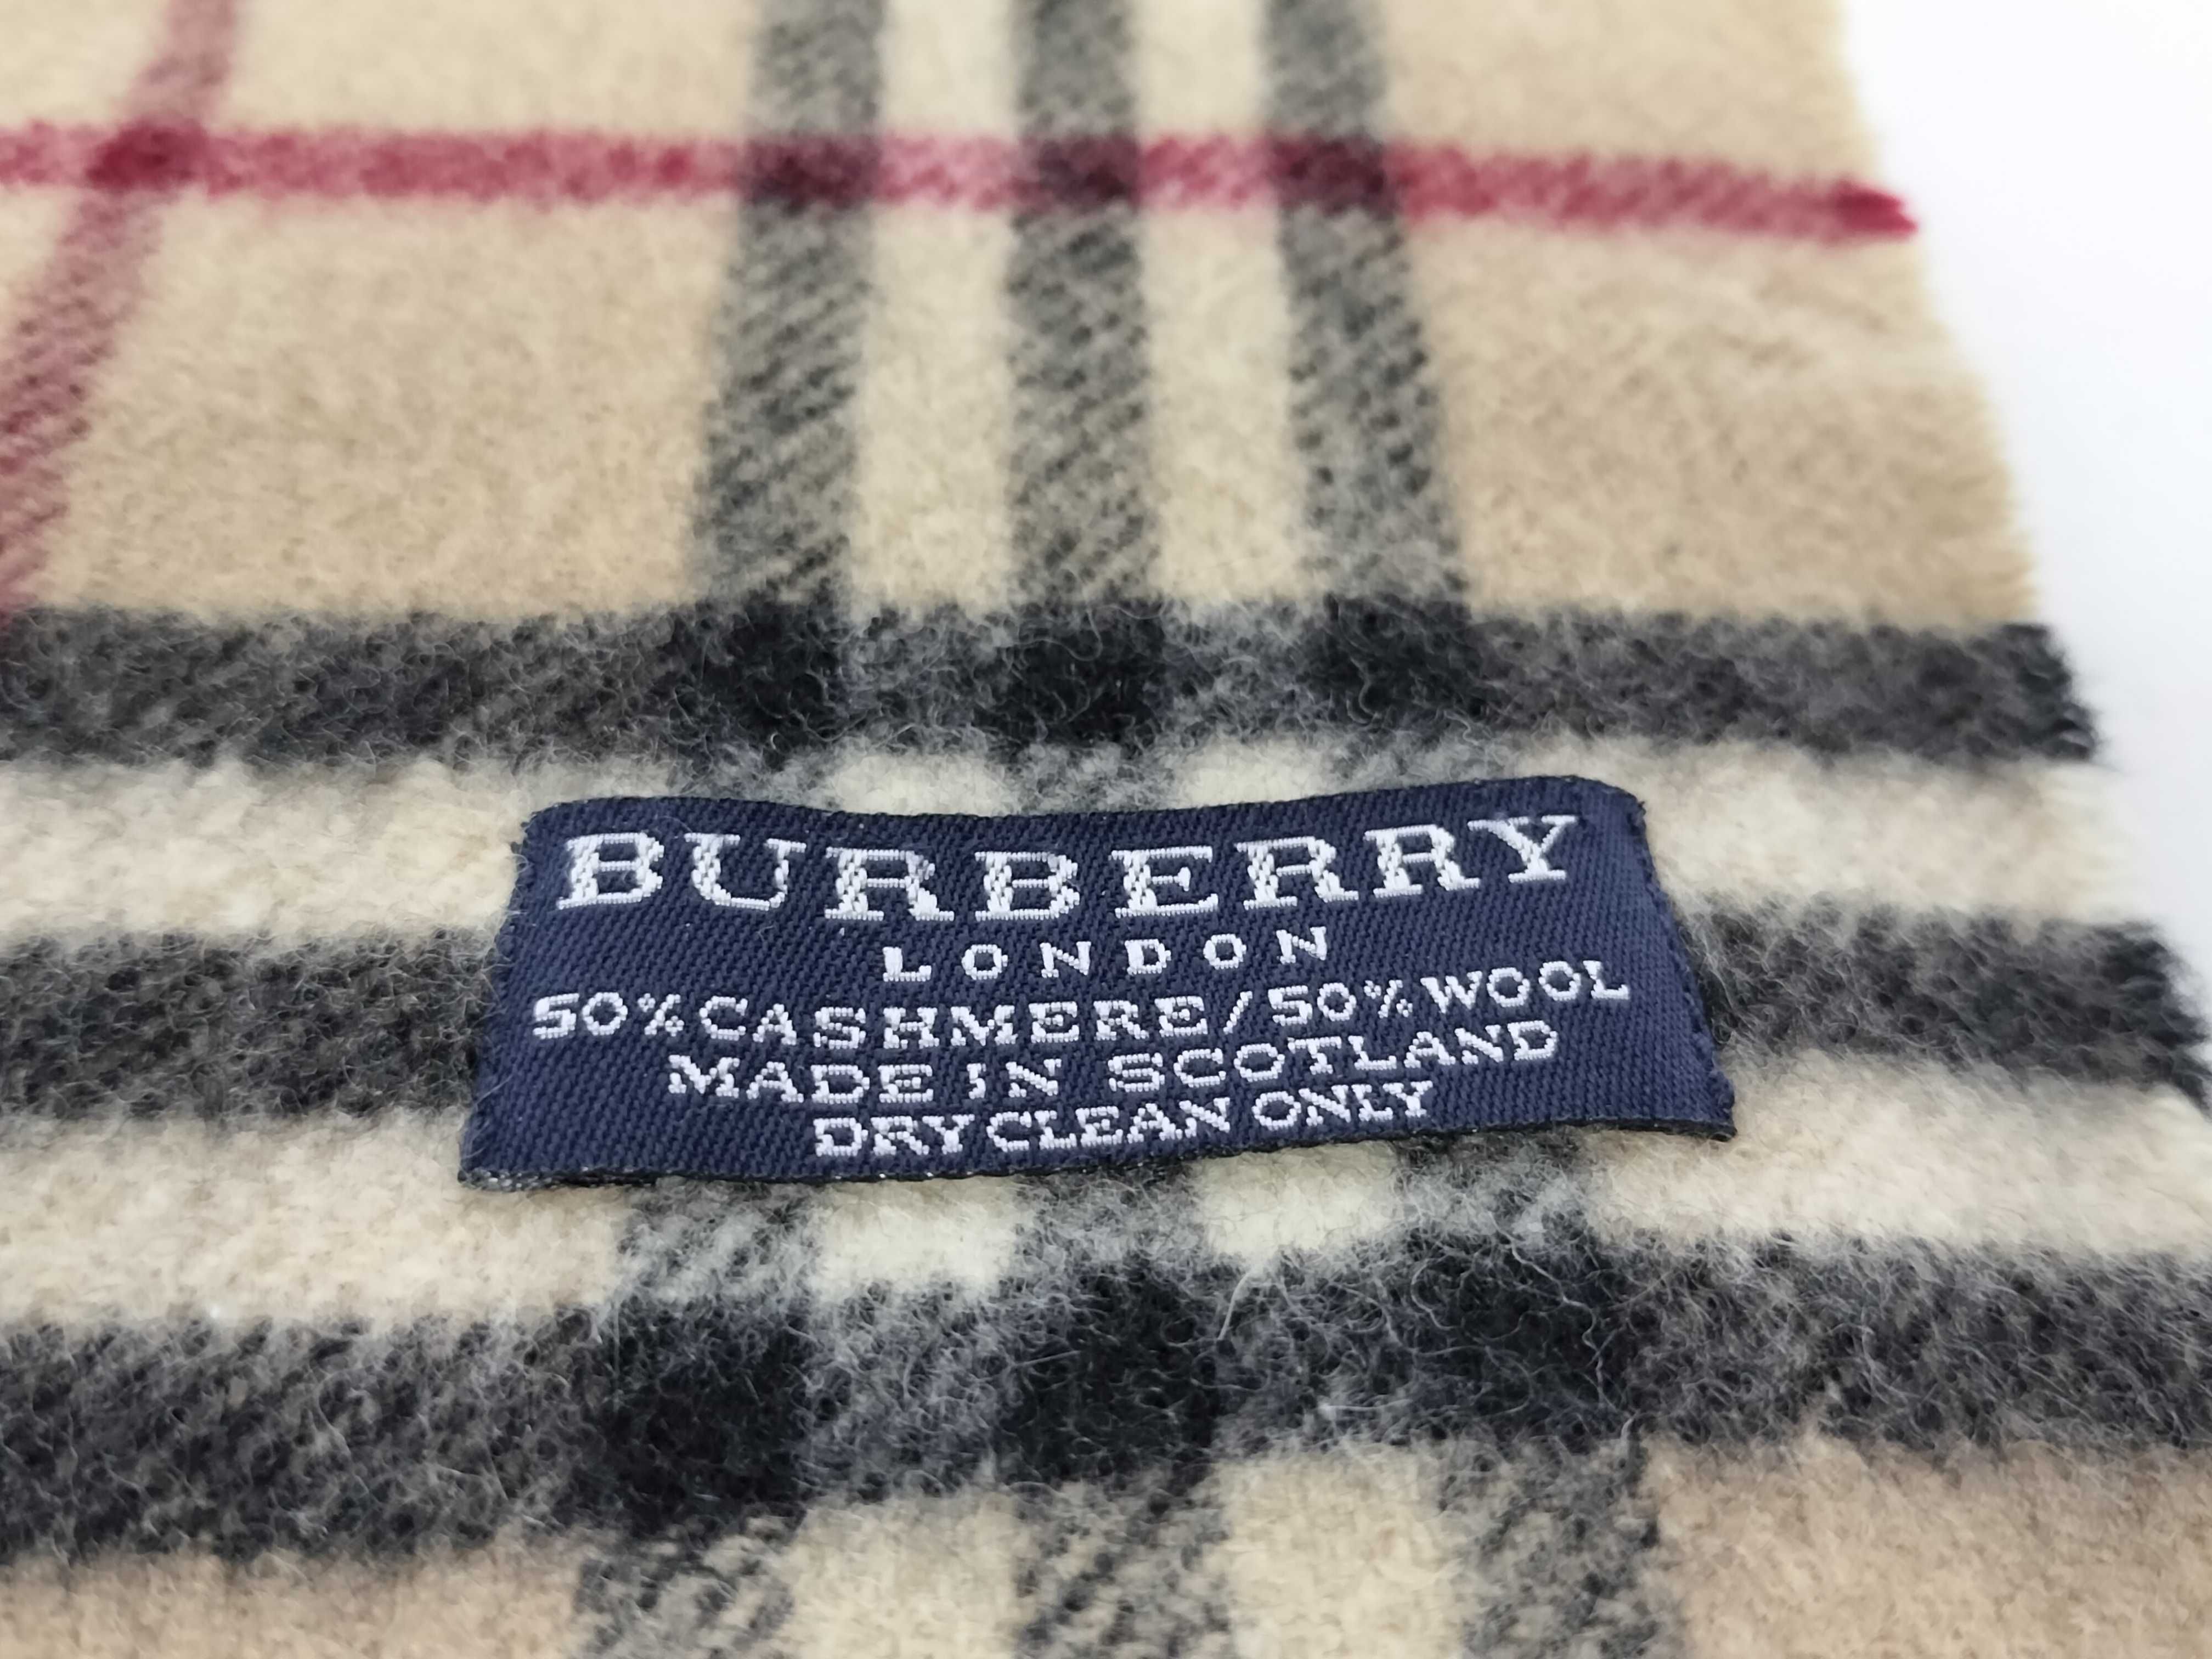 BURBERRY
LONDON
50% CASHMERE/50% WOOL
MADE IN SCOTLAND
DRY CLEAN ONLY